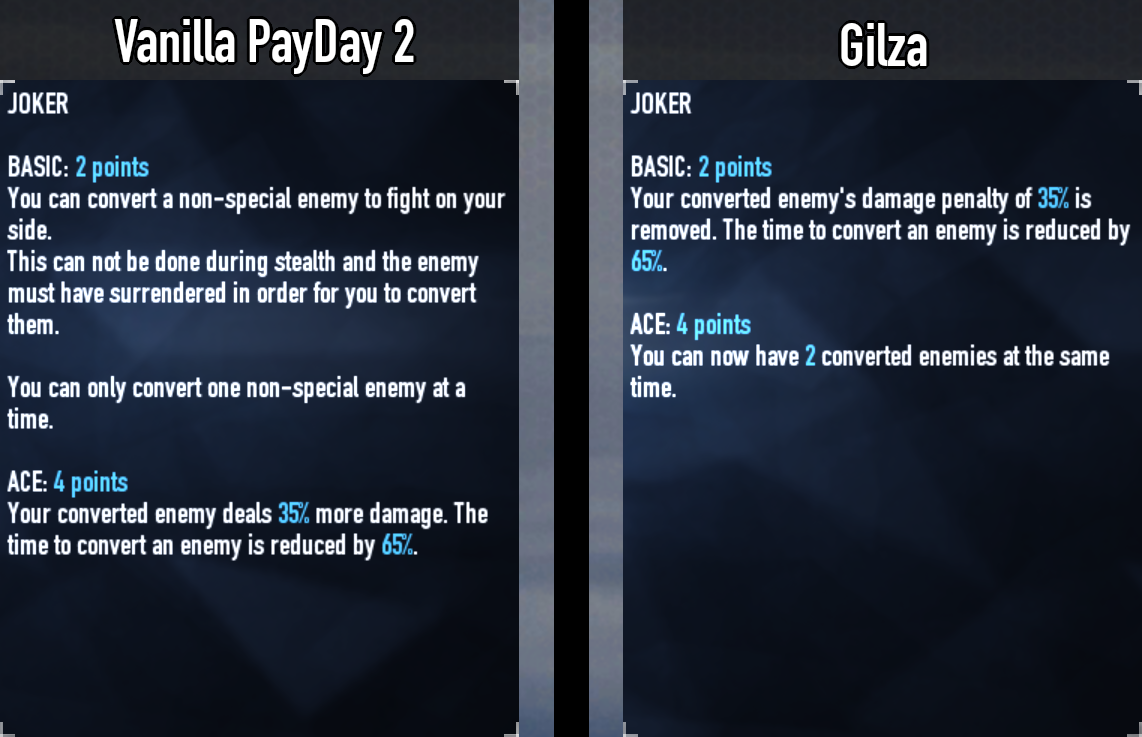 Vanilla PayDay 2
JOKER
BASIC: 2 points
You can convert a non-special enemy to fight on your
side.
This can not be done during stealth and the enemy
must have surrendered in order for you to convert
them.
You can only convert one non-special enemy at a
time.
ACE: 4 points
Your converted enemy deals 35% more damage. The
time to convert an enemy is reduced by 65%.
Gilza
JOKER
BASIC: 2 points
Your converted enemy's damage penalty of 35% is
removed. The time to convert an enemy is reduced by
65%.
ACE: 4 points
You can now have 2 converted enemies at the same
time.